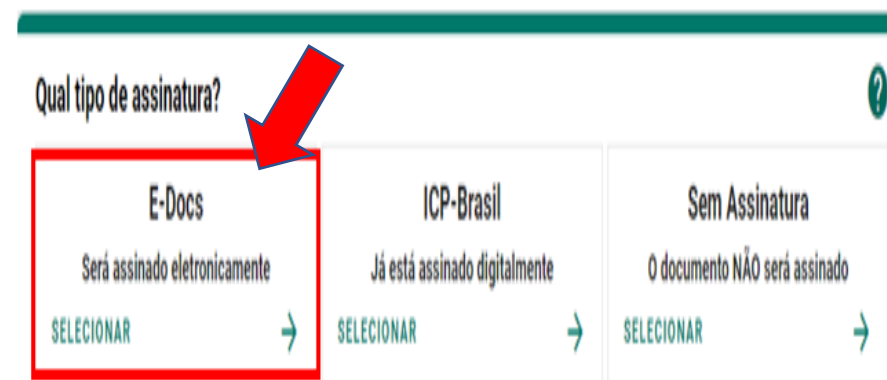 Qual tipo de assinatura?
?
E-Docs
Será assinado eletronicamente
SELECIONAR
ICP-Brasil
Já está assinado digitalmente
SELECIONAR
Sem Assinatura
O documento NÃO será assinado
SELECIONAR